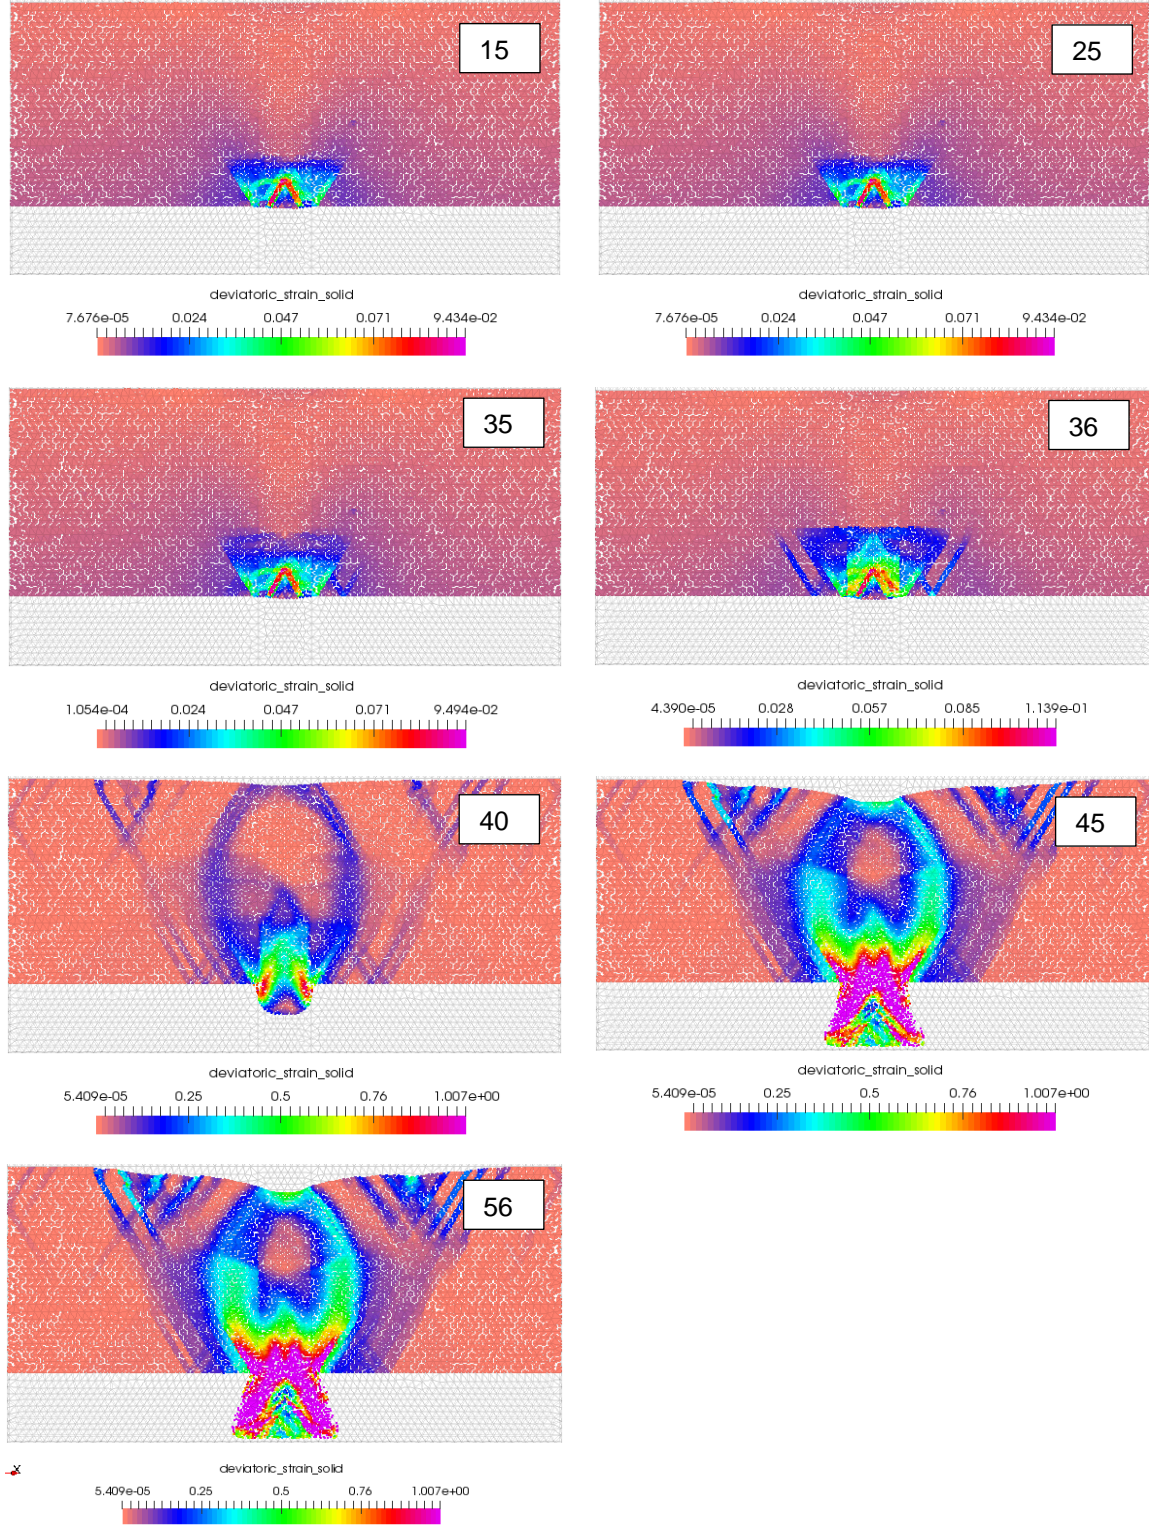 15
25
deviatoric_strain_solid
7.676e-05 0.024 0.047 0.071 9.434e-02
deviatoric_strain_solid
7.676e-05 0.024 0.047 0.071 9.434e-02
35
36
deviatoric_strain_solid
1.054e-04 0.024 0.047 0.071 9.494e-02
deviatoric_strain_solid
4.390e-05 0.028 0.057 0.085 1.139e-01
40
45
deviatoric_strain_solid
5.409e-05 0.25 0.5 0.76 1.007e+00
deviatoric_strain_solid
5.409e-05 0.25 0.5 0.76 1.007e+00
56
X
deviatoric_strain_solid
5.409e-05 0.25 0.5 0.76 1.007e+00